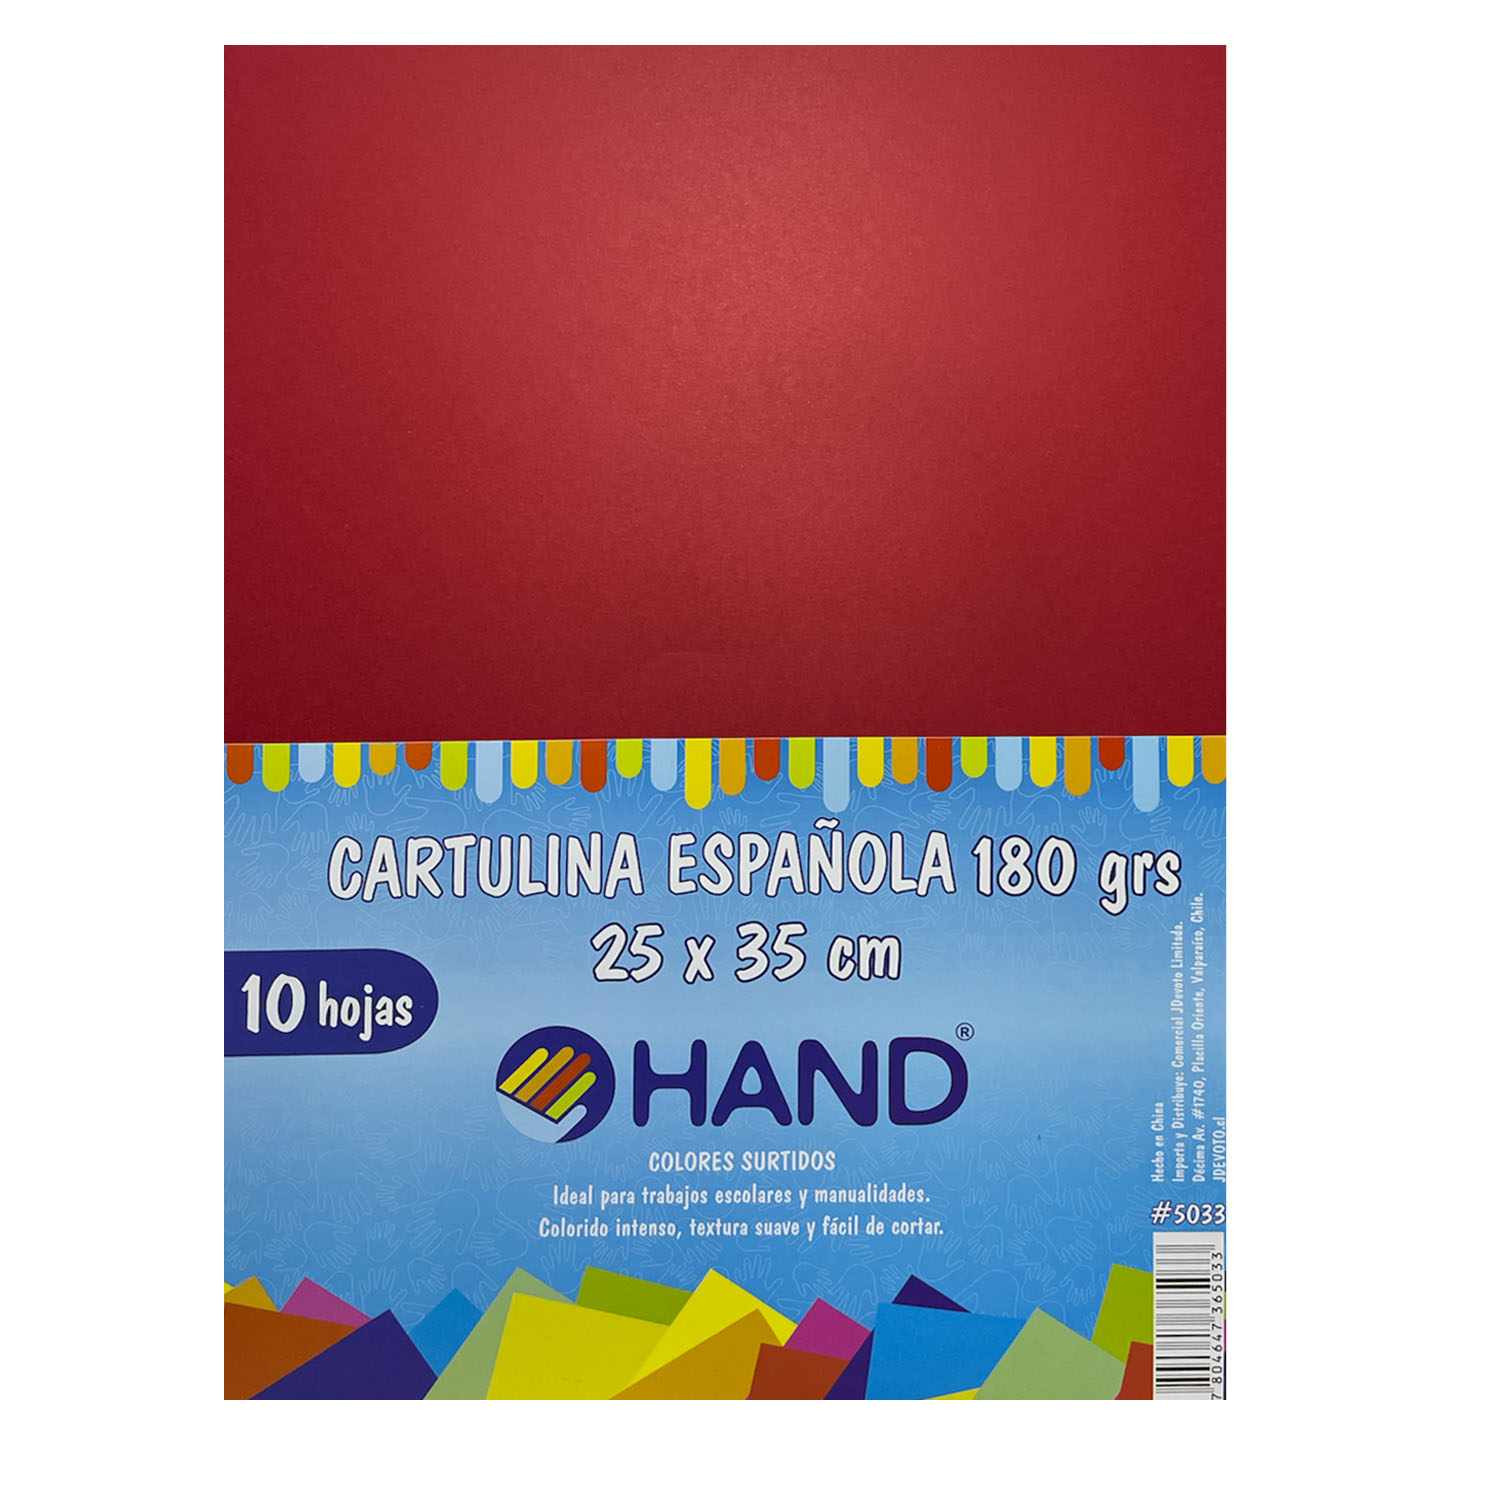 CARTULINA ESPAÑOLA 180 grs
25 x 35 cm
10 hojas
HAND®
COLORES SURTIDOS
Ideal para trabajos escolares y manualidades.
Colorido intenso, textura suave y fácil de cortar.
Hecho en China
Importa y Distribuye: Comercial JDevoto Limitada.
Décima Av. #1740, Placilla Oriente, Valparaíso, Chile.
JDEVOTO.cl
#5033
7 804647 365033